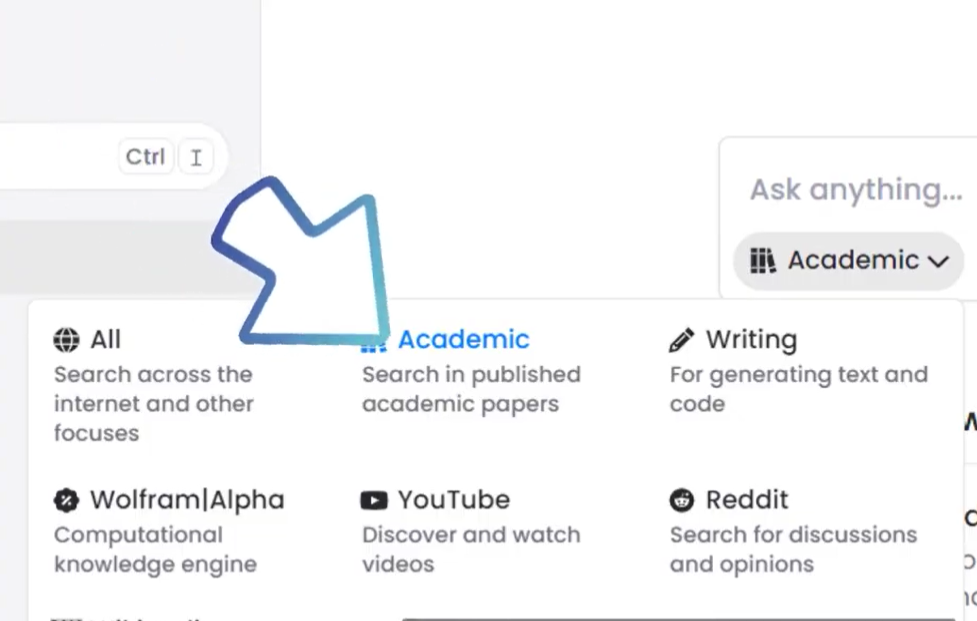 Ctrl I
Ask anything...
Academic
All
Search across the
internet and other
focuses
Academic
Search in published
academic papers
Writing
For generating text and
code
Wolfram|Alpha
Computational
knowledge engine
YouTube
Discover and watch
videos
Reddit
Search for discussions
and opinions